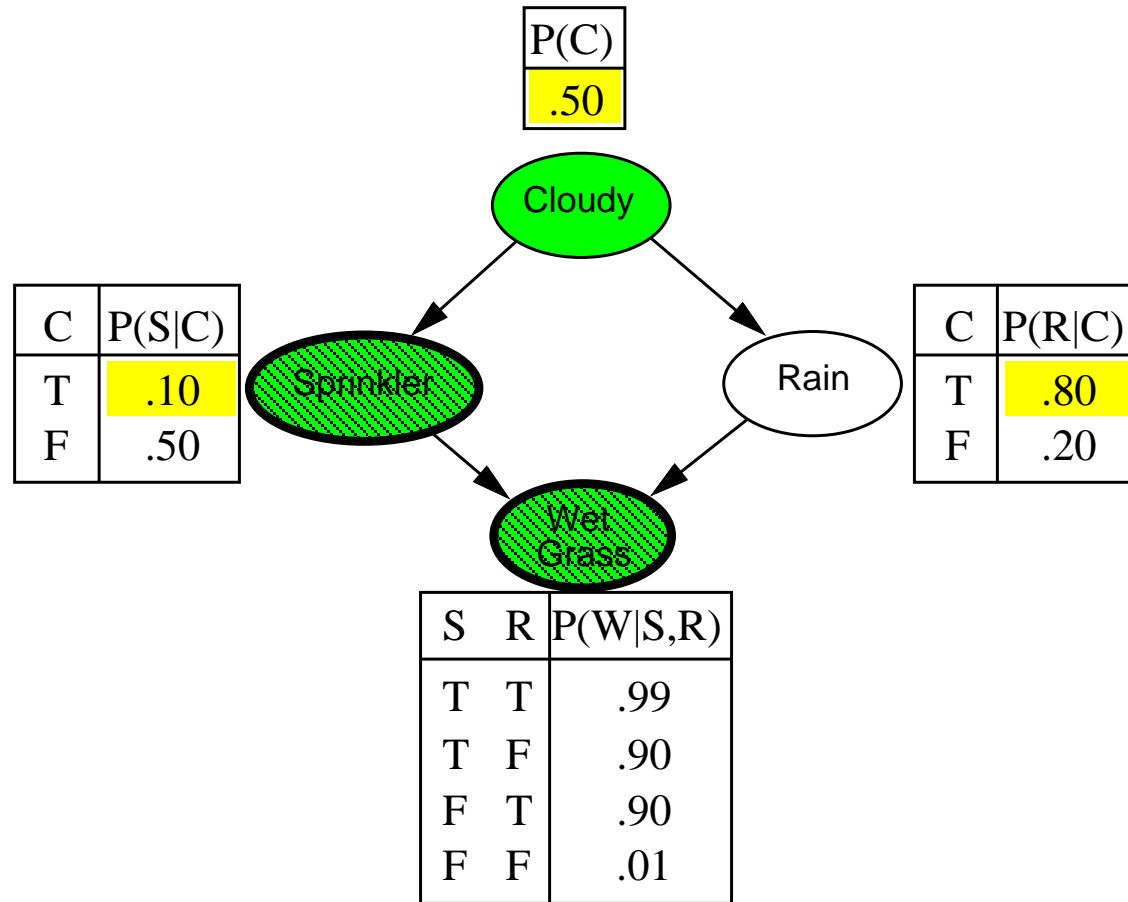 P(C)
.50
Cloudy
C P(S|C)
T .10
F .50
Sprinkler
Rain
C P(R|C)
T .80
F .20
Wet
Grass
S R P(W|S,R)
T T .99
T F .90
F T .90
F F .01